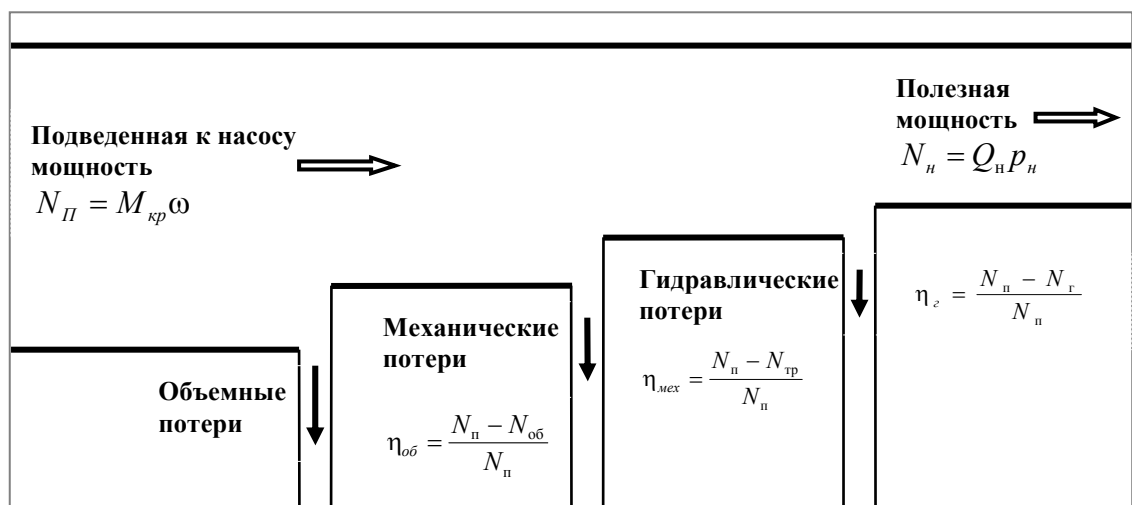 Подведенная к насосу
мощность
N_П = M_кр ω
Полезная
мощность
N_н = Q_н p_н
Объемные
потери
Механические
потери
η_об = (N_п − N_об) / N_п
Гидравлические
потери
η_мех = (N_п − N_тр) / N_п
η_г = (N_п − N_г) / N_п